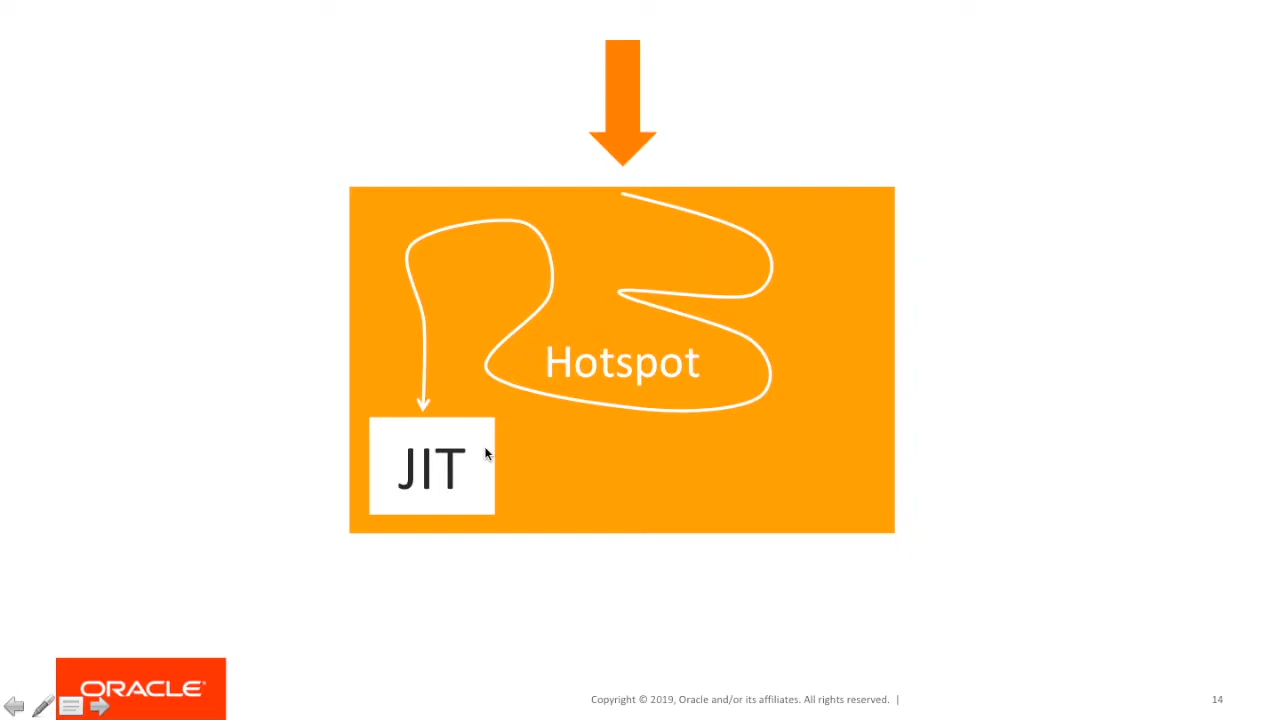 Hotspot
JIT
ORACLE®
Copyright © 2019, Oracle and/or its affiliates. All rights reserved. |
14